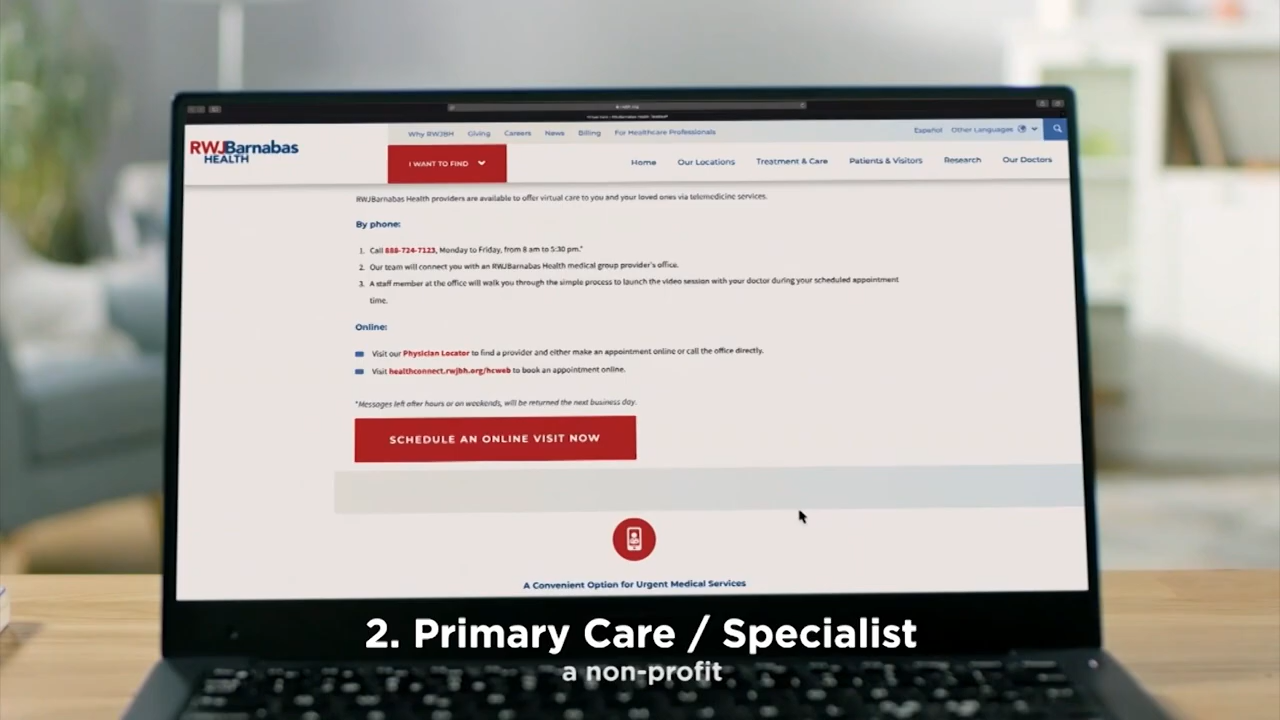 Why RWJBH Giving Careers News Billing For Healthcare Professionals Español Other Languages
RWJBarnabas
HEALTH
I WANT TO FIND
Home Our Locations Treatment & Care Patients & Visitors Research Our Doctors
RWJBarnabas Health providers are available to offer virtual care to you and your loved ones via telemedicine services.
By phone:
1. Call 888-724-7123, Monday to Friday, from 8 am to 5:30 pm.*
2. Our team will connect you with an RWJBarnabas Health medical group provider's office.
3. A staff member at the office will walk you through the simple process to launch the video session with your doctor during your scheduled appointment
time.
Online:
Visit our Physician Locator to find a provider and either make an appointment online or call the office directly.
Visit healthconnect.rwjbh.org/hcweb to book an appointment online.
*Messages left after hours or on weekends, will be returned the next business day.
SCHEDULE AN ONLINE VISIT NOW
A Convenient Option for Urgent Medical Services
2. Primary Care / Specialist
a non-profit